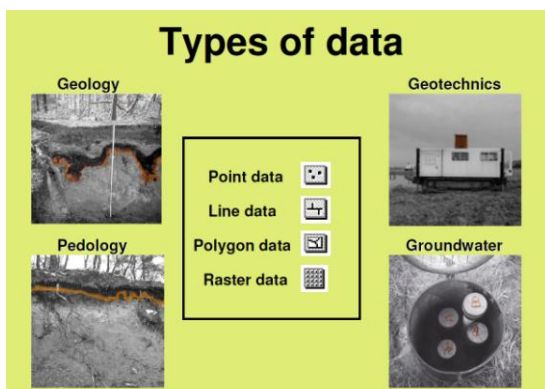 Types of data
Geology
Geotechnics
Point data
Line data
Polygon data
Raster data
Pedology
Groundwater